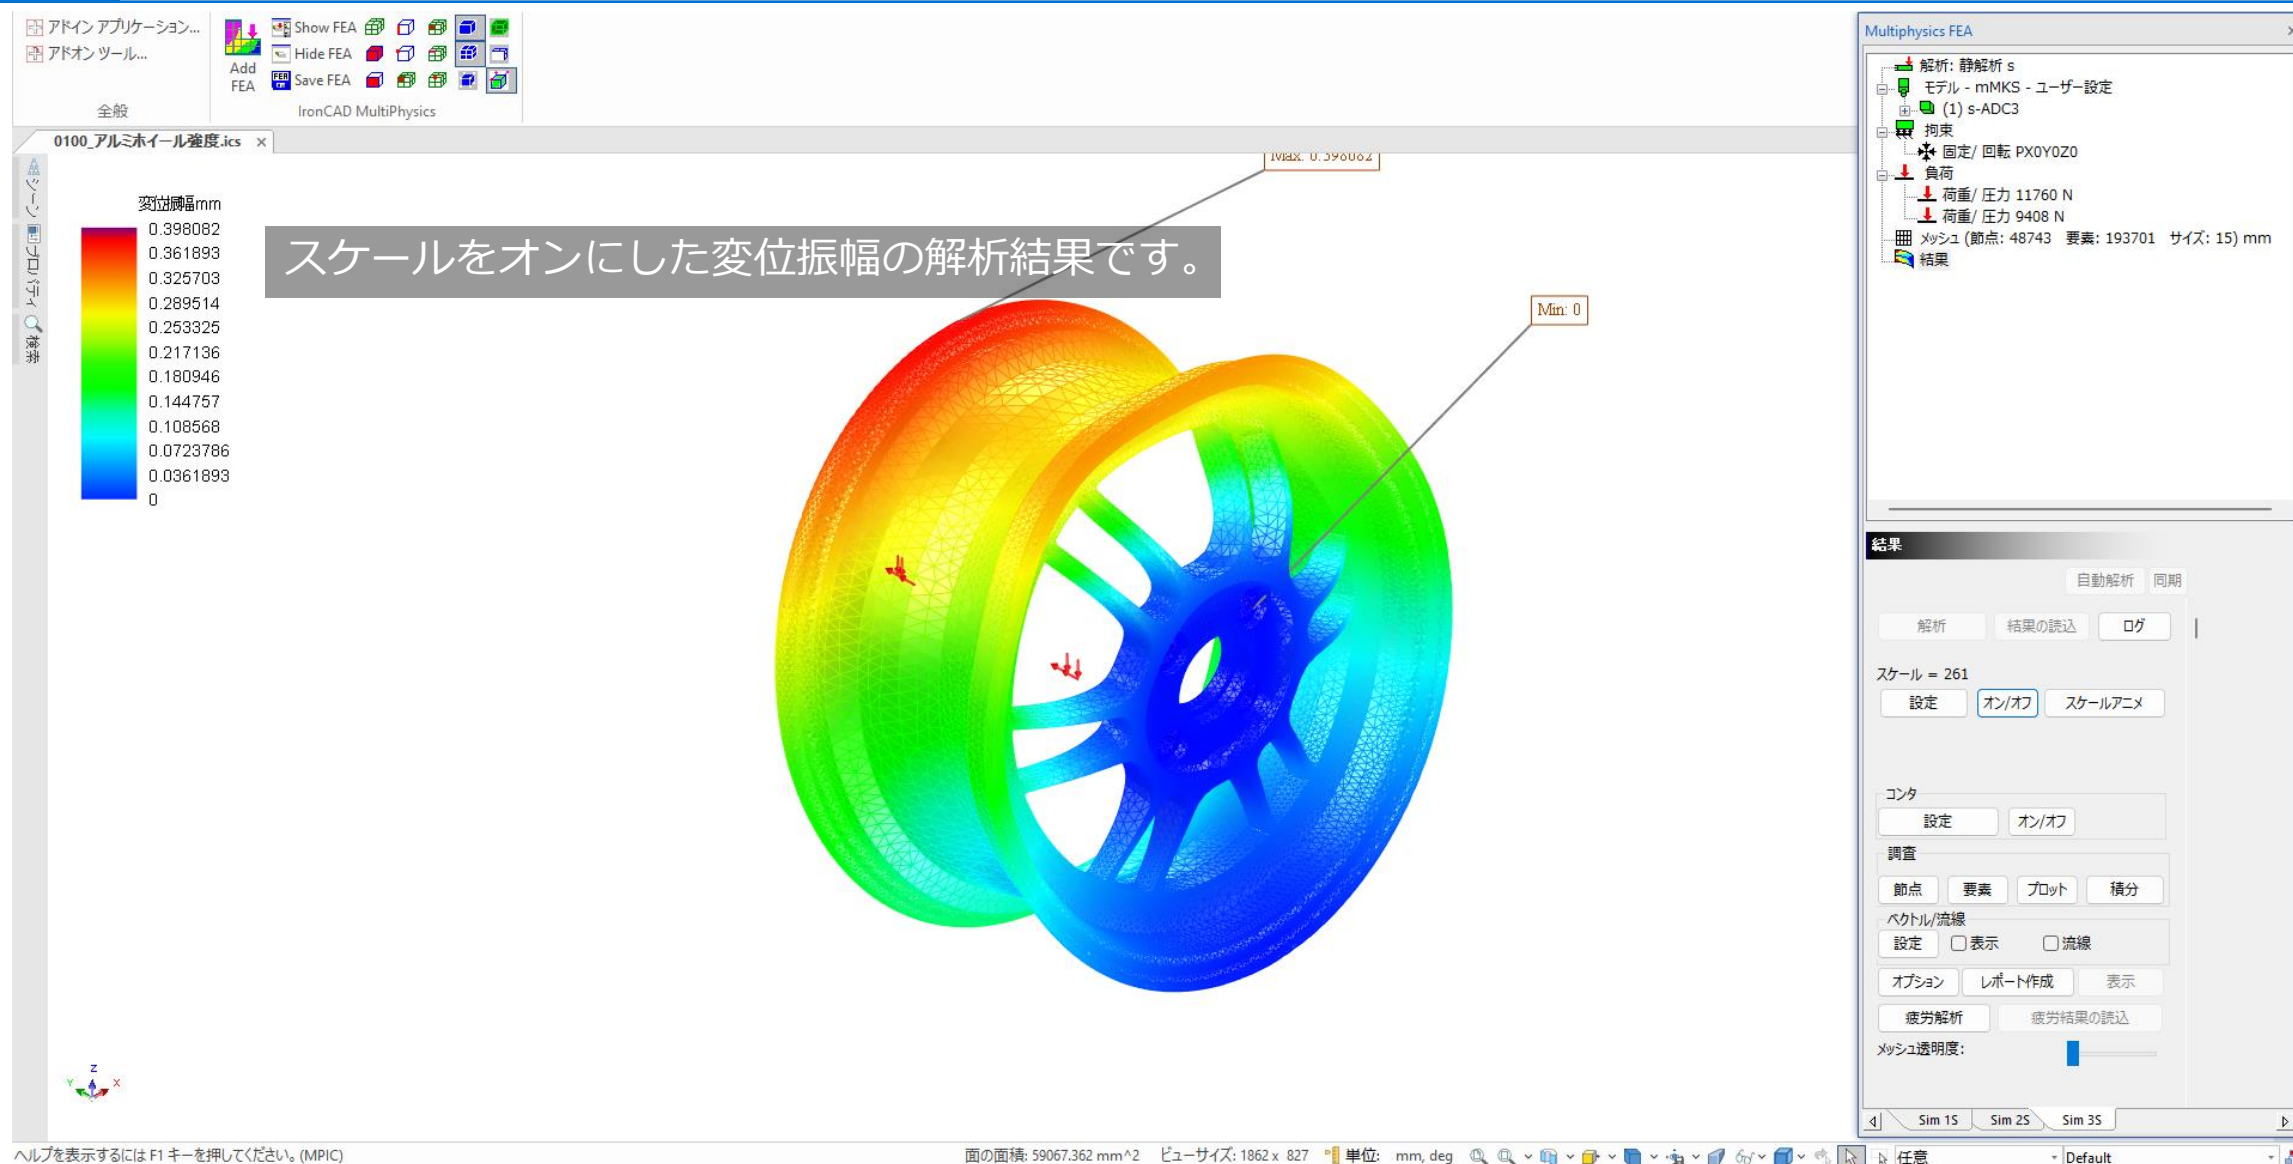 アドイン アプリケーション...
アドオン ツール...
全般
Add
FEA
Show FEA
Hide FEA
Save FEA
IronCAD MultiPhysics
0100_アルミホイール強度.ics ×
シーン
プロパティ
検索
変位振幅mm
0.398082
0.361893
0.325703
0.289514
0.253325
0.217136
0.180946
0.144757
0.108568
0.0723786
0.0361893
0
スケールをオンにした変位振幅の解析結果です。
Max: 0.398082
Min: 0
Z
Y
X
Multiphysics FEA
解析: 静解析 s
モデル - mMKS - ユーザー設定
(1) s-ADC3
拘束
固定/ 回転 PX0Y0Z0
負荷
荷重/ 圧力 11760 N
荷重/ 圧力 9408 N
メッシュ (節点: 48743 要素: 193701 サイズ: 15) mm
結果
結果
自動解析 同期
解析 結果の読込 ログ
スケール = 261
設定 オン/オフ スケールアニメ
コンタ
設定 オン/オフ
調査
節点 要素 プロット 積分
ベクトル/流線
設定 表示 流線
オプション レポート作成 表示
疲労解析 疲労結果の読込
メッシュ透明度:
Sim 1S Sim 2S Sim 3S
ヘルプを表示するには F1 キーを押してください。(MPIC)
面の面積: 59067.362 mm^2 ビューサイズ: 1862 x 827 単位: mm, deg 任意 Default